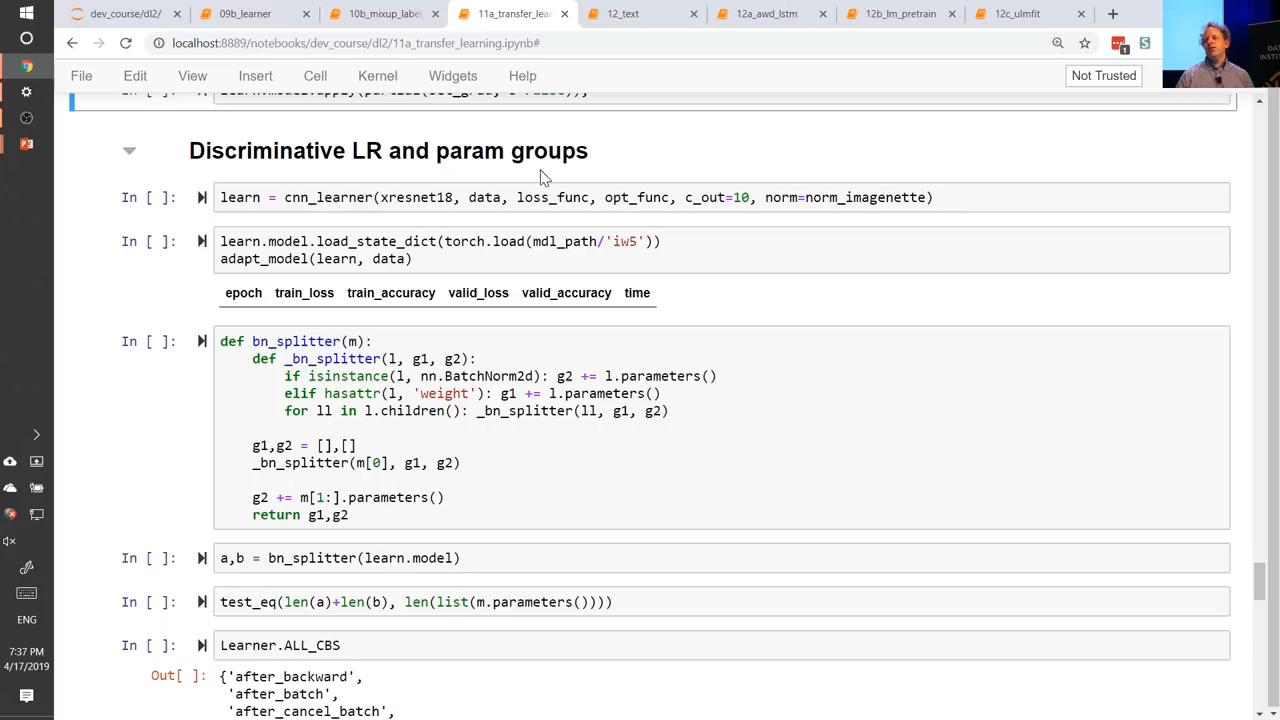 dev_course/dl2/
09b_learner
10b_mixup_label
11a_transfer_lea
12_text
12a_awd_lstm
12b_lm_pretrain
12c_ulmfit
localhost:8889/notebooks/dev_course/dl2/11a_transfer_learning.ipynb#
1
S
File Edit View Insert Cell Kernel Widgets Help
Not Trusted
Discriminative LR and param groups
In [ ]: learn = cnn_learner(xresnet18, data, loss_func, opt_func, c_out=10, norm=norm_imagenette)
In [ ]: learn.model.load_state_dict(torch.load(mdl_path/'iw5'))
adapt_model(learn, data)
epoch train_loss train_accuracy valid_loss valid_accuracy time
In [ ]: def bn_splitter(m):
def _bn_splitter(l, g1, g2):
if isinstance(l, nn.BatchNorm2d): g2 += l.parameters()
elif hasattr(l, 'weight'): g1 += l.parameters()
for ll in l.children(): _bn_splitter(ll, g1, g2)
g1,g2 = [],[]
_bn_splitter(m[0], g1, g2)
g2 += m[1:].parameters()
return g1,g2
In [ ]: a,b = bn_splitter(learn.model)
In [ ]: test_eq(len(a)+len(b), len(list(m.parameters())))
In [ ]: Learner.ALL_CBS
Out[ ]: {'after_backward',
'after_batch',
'after_cancel_batch',
ENG
7:37 PM
4/17/2019